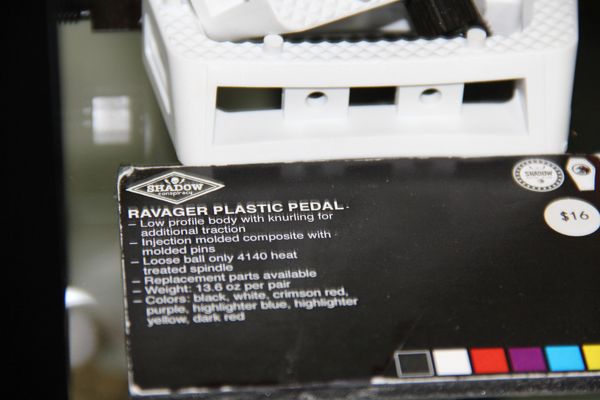 SHADOW
conspiracy
SHADOW
$16
RAVAGER PLASTIC PEDAL
– Low profile body with knurling for
additional traction
– Injection molded composite with
molded pins
– Loose ball only 4140 heat
treated spindle
– Replacement parts available
– Weight: 13.6 oz per pair
– Colors: black, white, crimson red,
purple, highlighter blue, highlighter
yellow, dark red